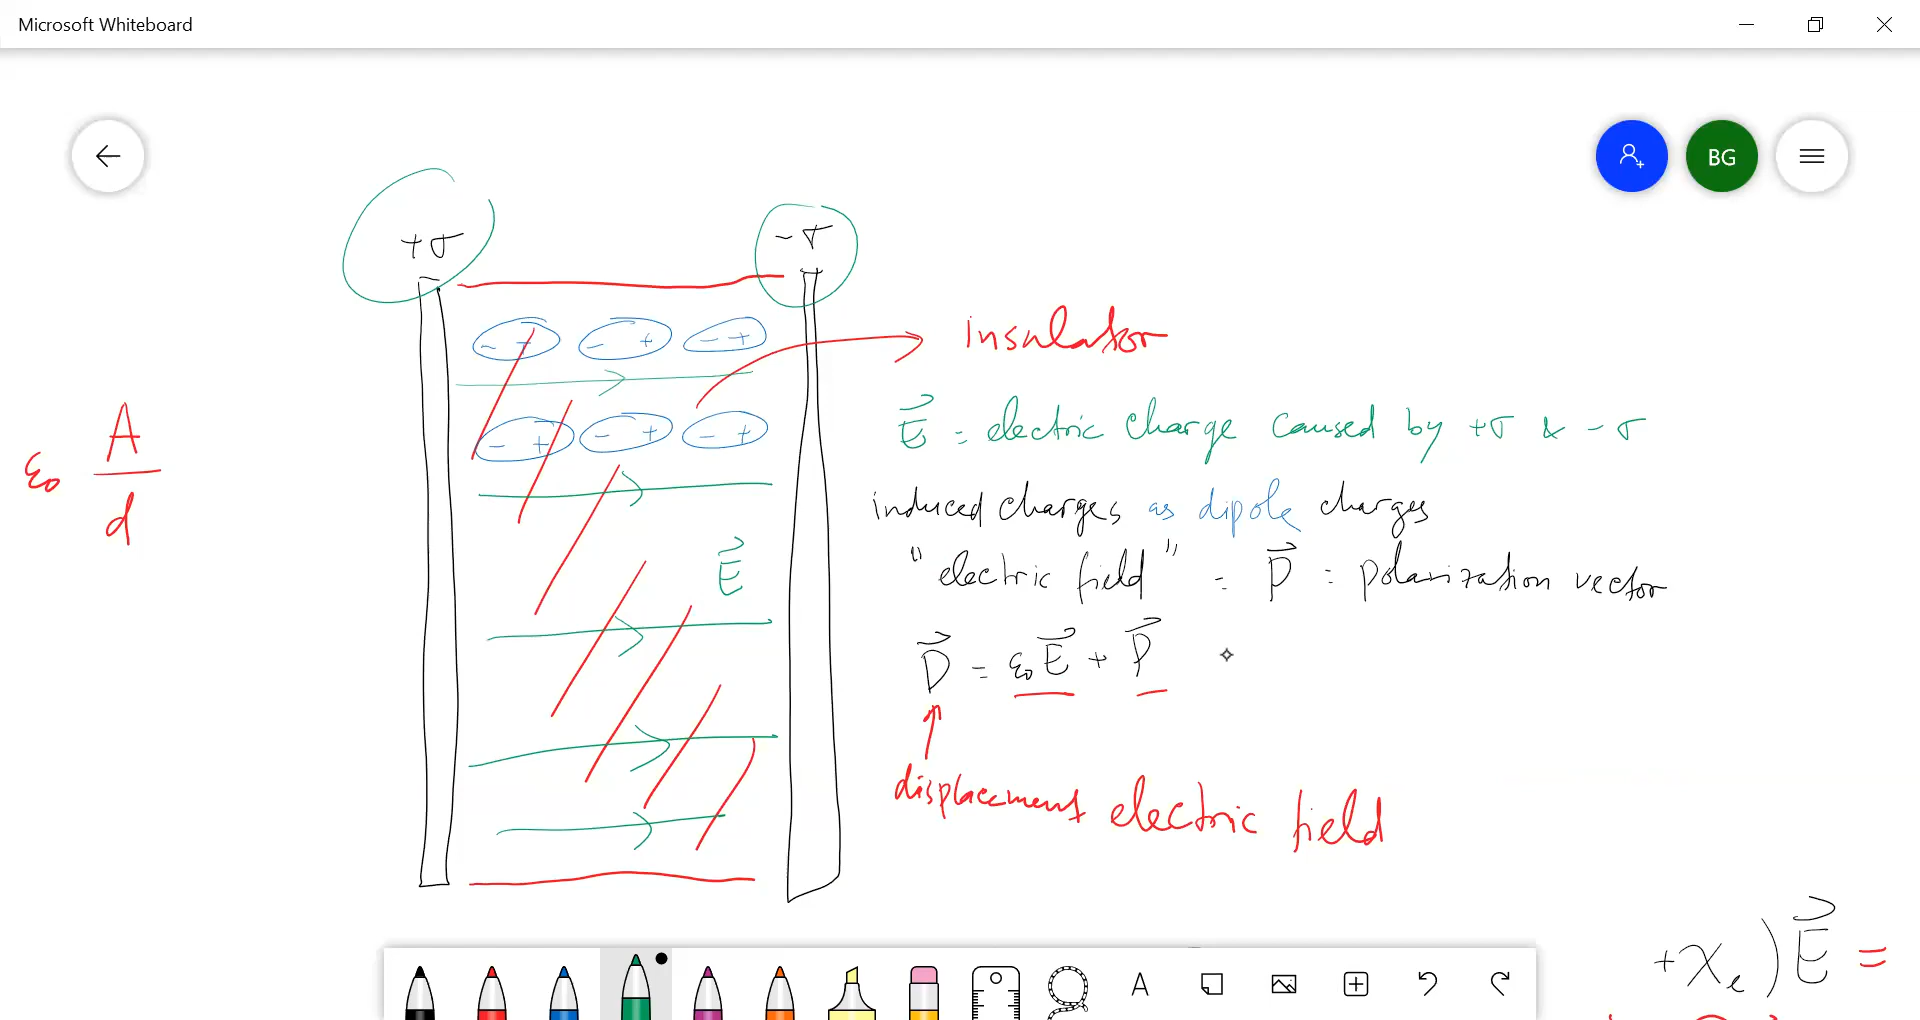 Microsoft Whiteboard
BG
+σ
-σ
- + - + - +
insulator
- + - + - +
E⃗ = electric charge caused by +σ & -σ
ε₀ A/d
induced charges as dipole charges
E⃗
"electric field" = P⃗ = polarization vector
D⃗ = ε₀E⃗ + P⃗
displacement electric field
+χₑ)E⃗ =
A